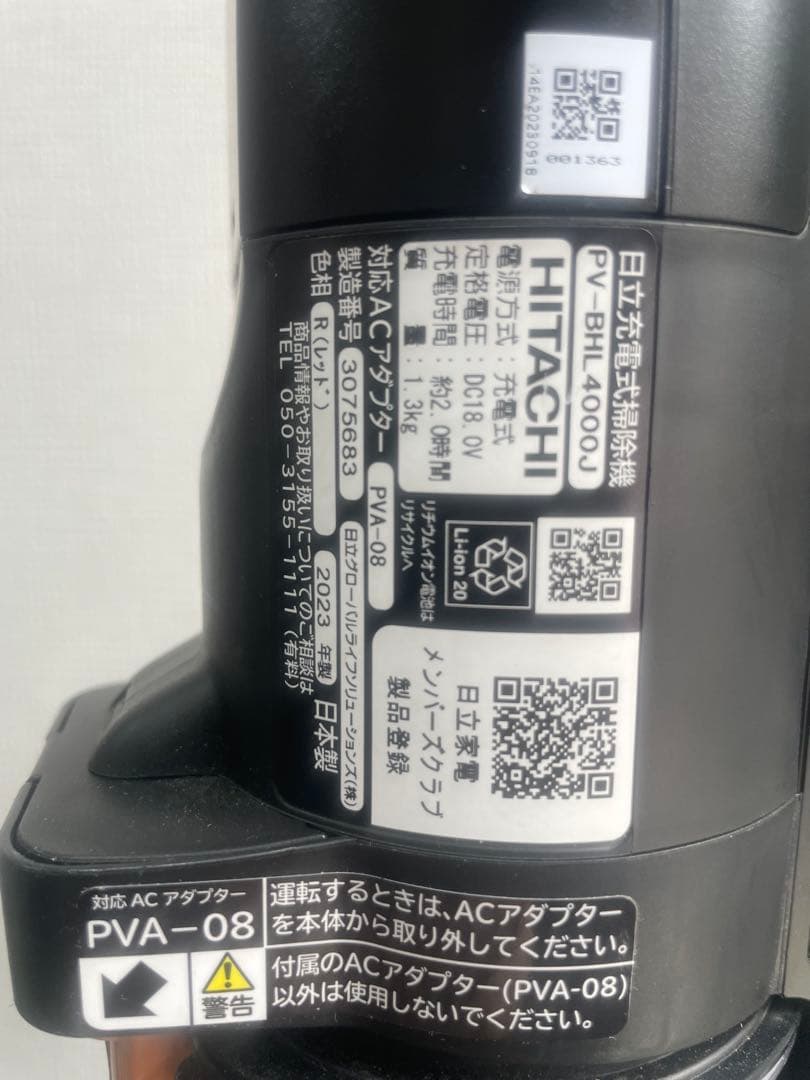 J14EA20230918
001363
日立充電式掃除機
PV-BHL4000J
HITACHI
電源方式：充電式
定格電圧：DC18.0V
充電時間：約2.0時間
質　量：1.3kg
Li-ion 20
リチウムイオン電池は
リサイクルへ
対応ACアダプター PVA-08
製造番号 3075683 日立グローバルライフソリューションズ(株)
色相 R(レッド) 2023 年製 日本製
商品情報やお取り扱いについてのご相談は
TEL 050-3155-1111 (有料)
日立家電
メンバーズクラブ
製品登録
対応 AC アダプター
PVA-08
警告
運転するときは、ACアダプター
を本体から取り外してください。
付属のACアダプター(PVA-08)
以外は使用しないでください。